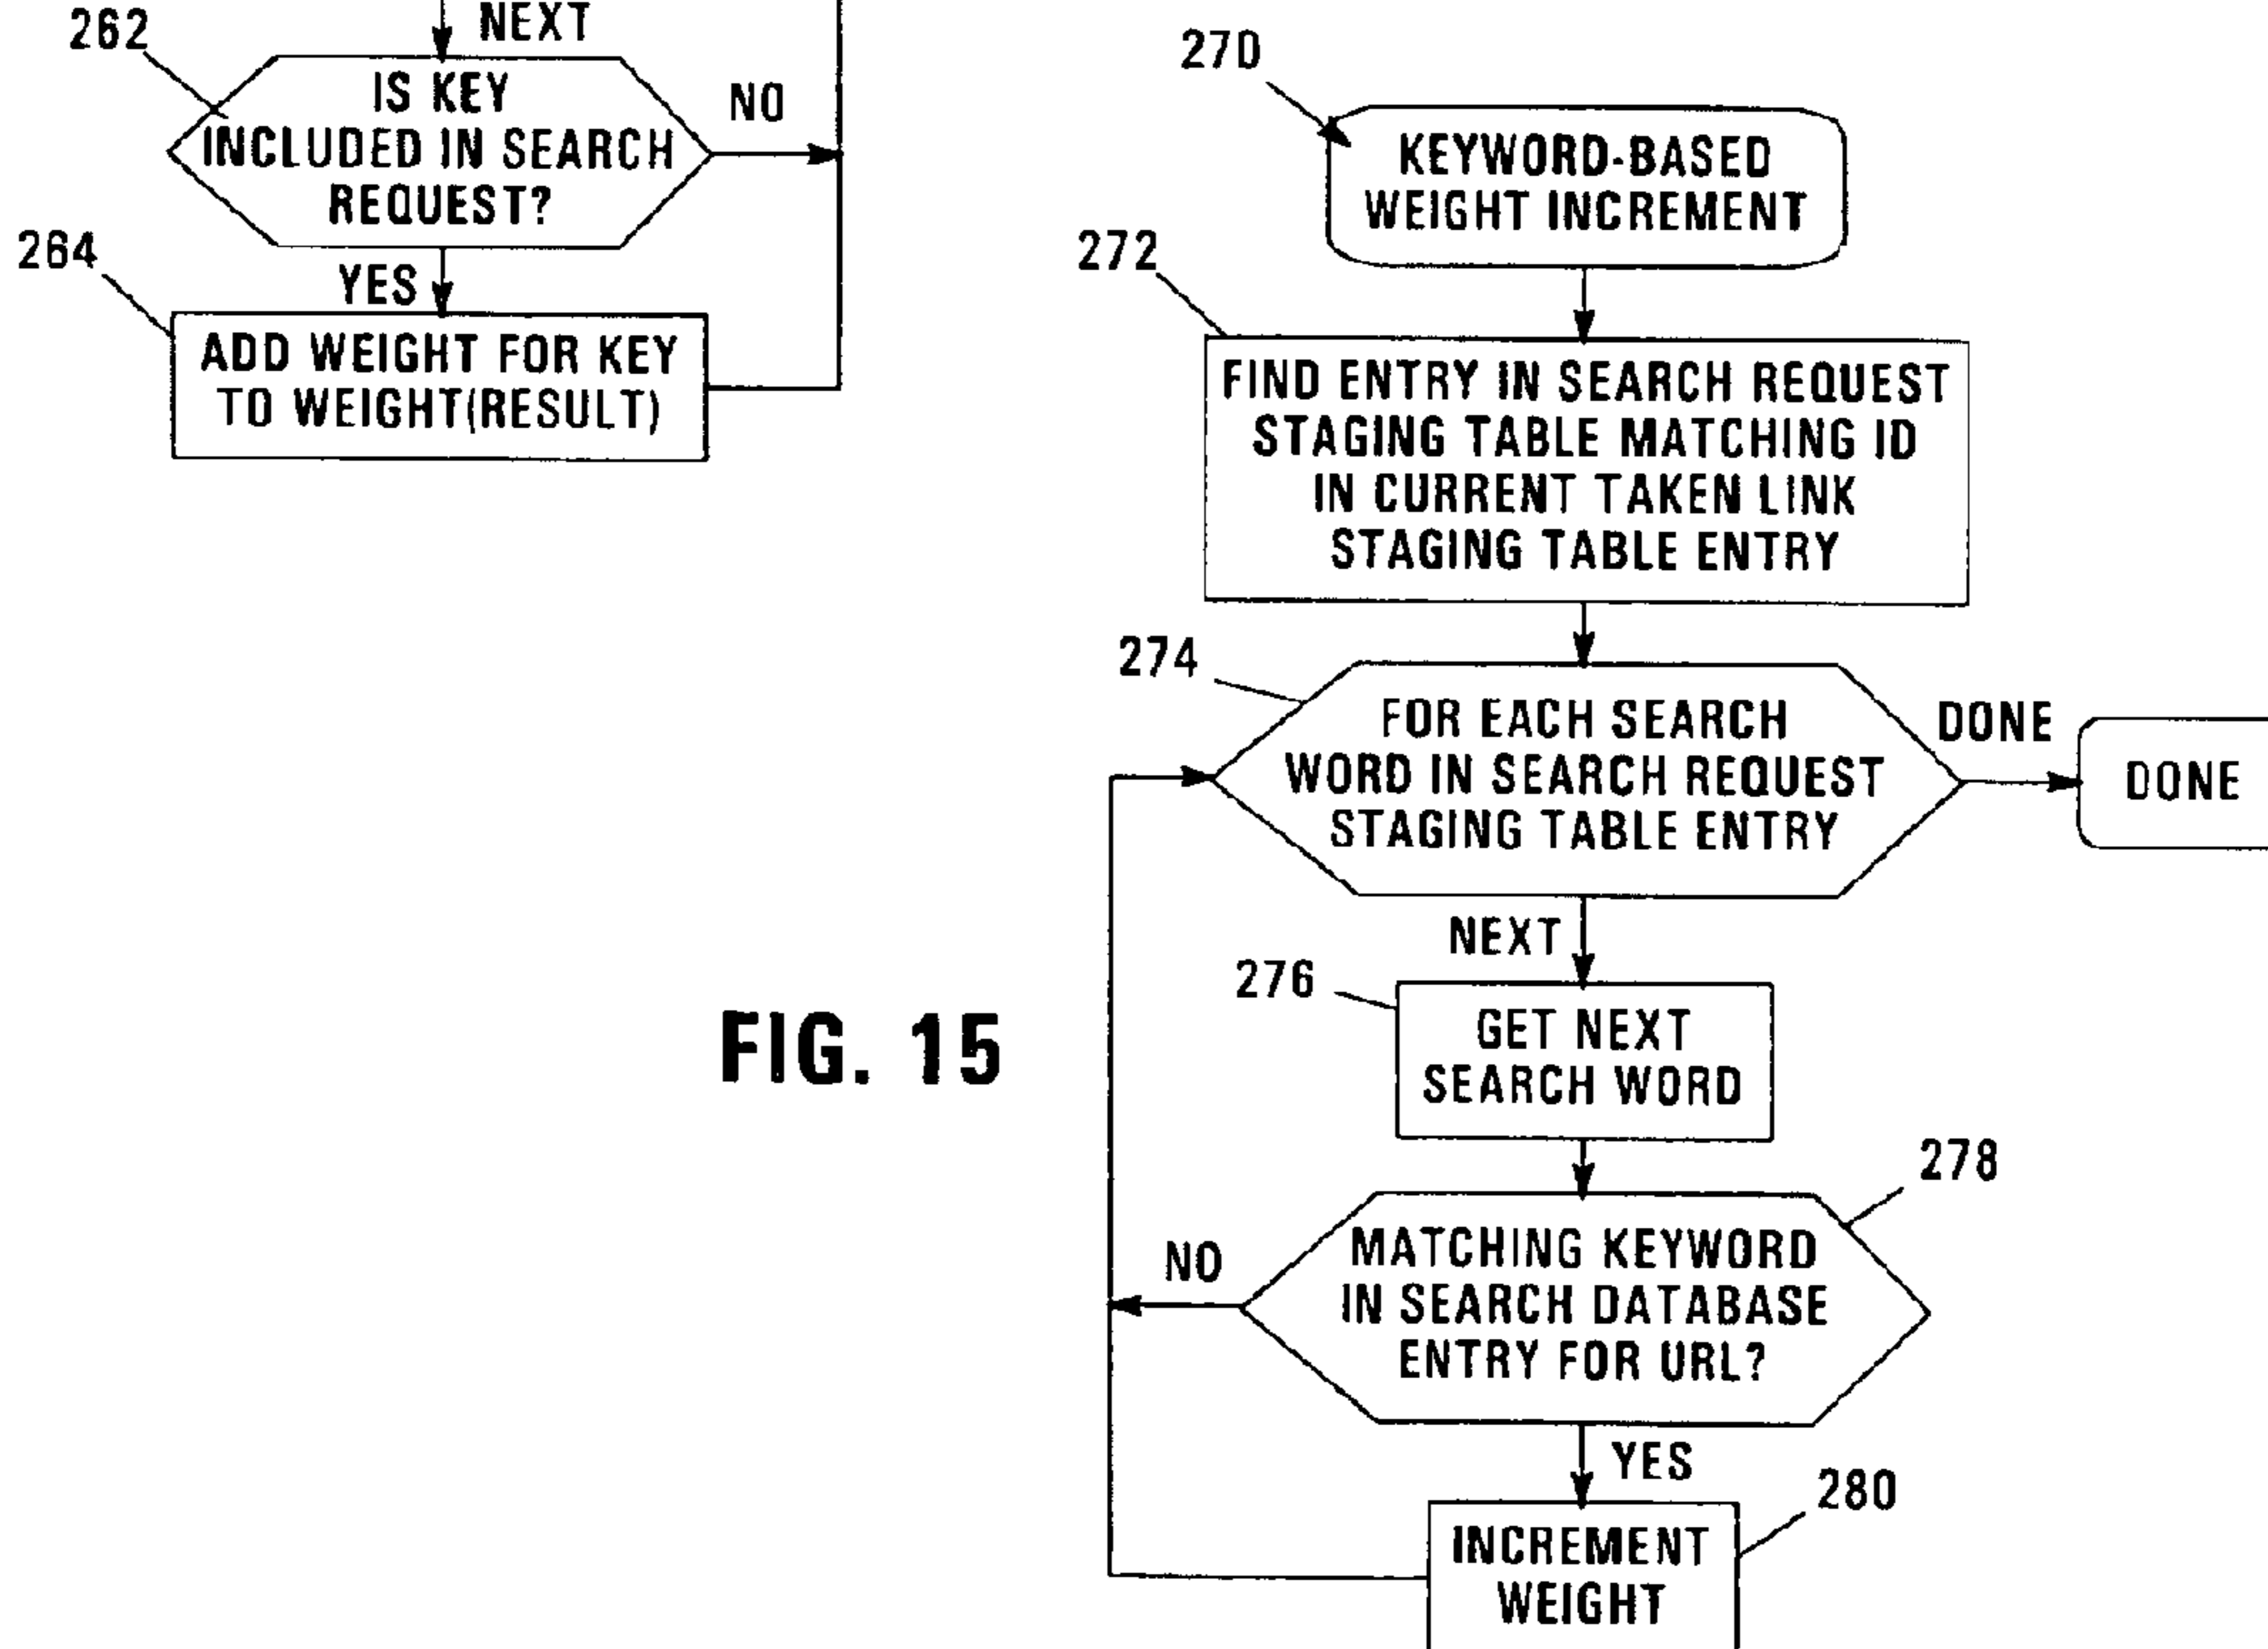 262
NEXT
IS KEY
INCLUDED IN SEARCH
REQUEST?
NO
264
YES
ADD WEIGHT FOR KEY
TO WEIGHT(RESULT)
270
KEYWORD-BASED
WEIGHT INCREMENT
272
FIND ENTRY IN SEARCH REQUEST
STAGING TABLE MATCHING ID
IN CURRENT TAKEN LINK
STAGING TABLE ENTRY
274
FOR EACH SEARCH
WORD IN SEARCH REQUEST
STAGING TABLE ENTRY
DONE
DONE
NEXT
276
GET NEXT
SEARCH WORD
278
MATCHING KEYWORD
IN SEARCH DATABASE
ENTRY FOR URL?
NO
YES
280
INCREMENT
WEIGHT
FIG. 15